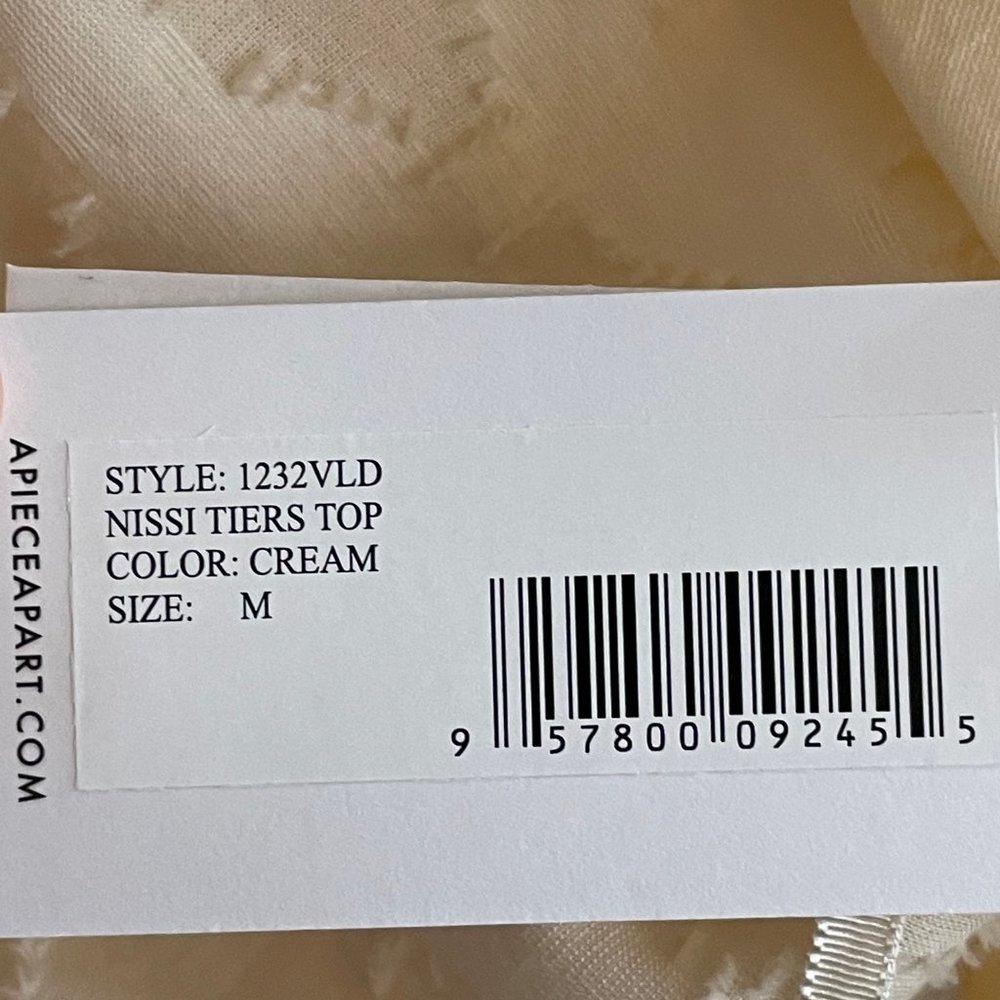 APIECEAPART.COM
STYLE: 1232VLD
NISSI TIERS TOP
COLOR: CREAM
SIZE: M
9 57800 09245 5